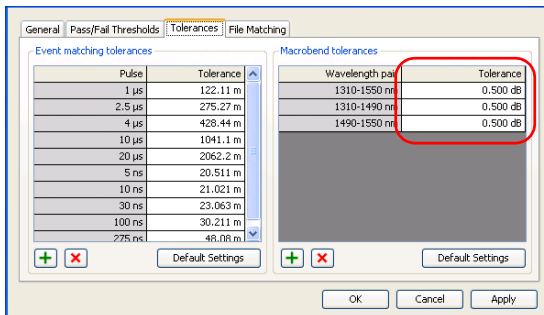 General Pass/Fail Thresholds Tolerances File Matching
Event matching tolerances
Pulse Tolerance
1 µs 122.11 m
2.5 µs 275.27 m
4 µs 428.44 m
10 µs 1041.1 m
20 µs 2062.2 m
5 ns 20.511 m
10 ns 21.021 m
30 ns 23.063 m
100 ns 30.211 m
275 ns 48.08 m
Default Settings
Macrobend tolerances
Wavelength pair Tolerance
1310-1550 nm 0.500 dB
1310-1490 nm 0.500 dB
1490-1550 nm 0.500 dB
Default Settings
OK Cancel Apply